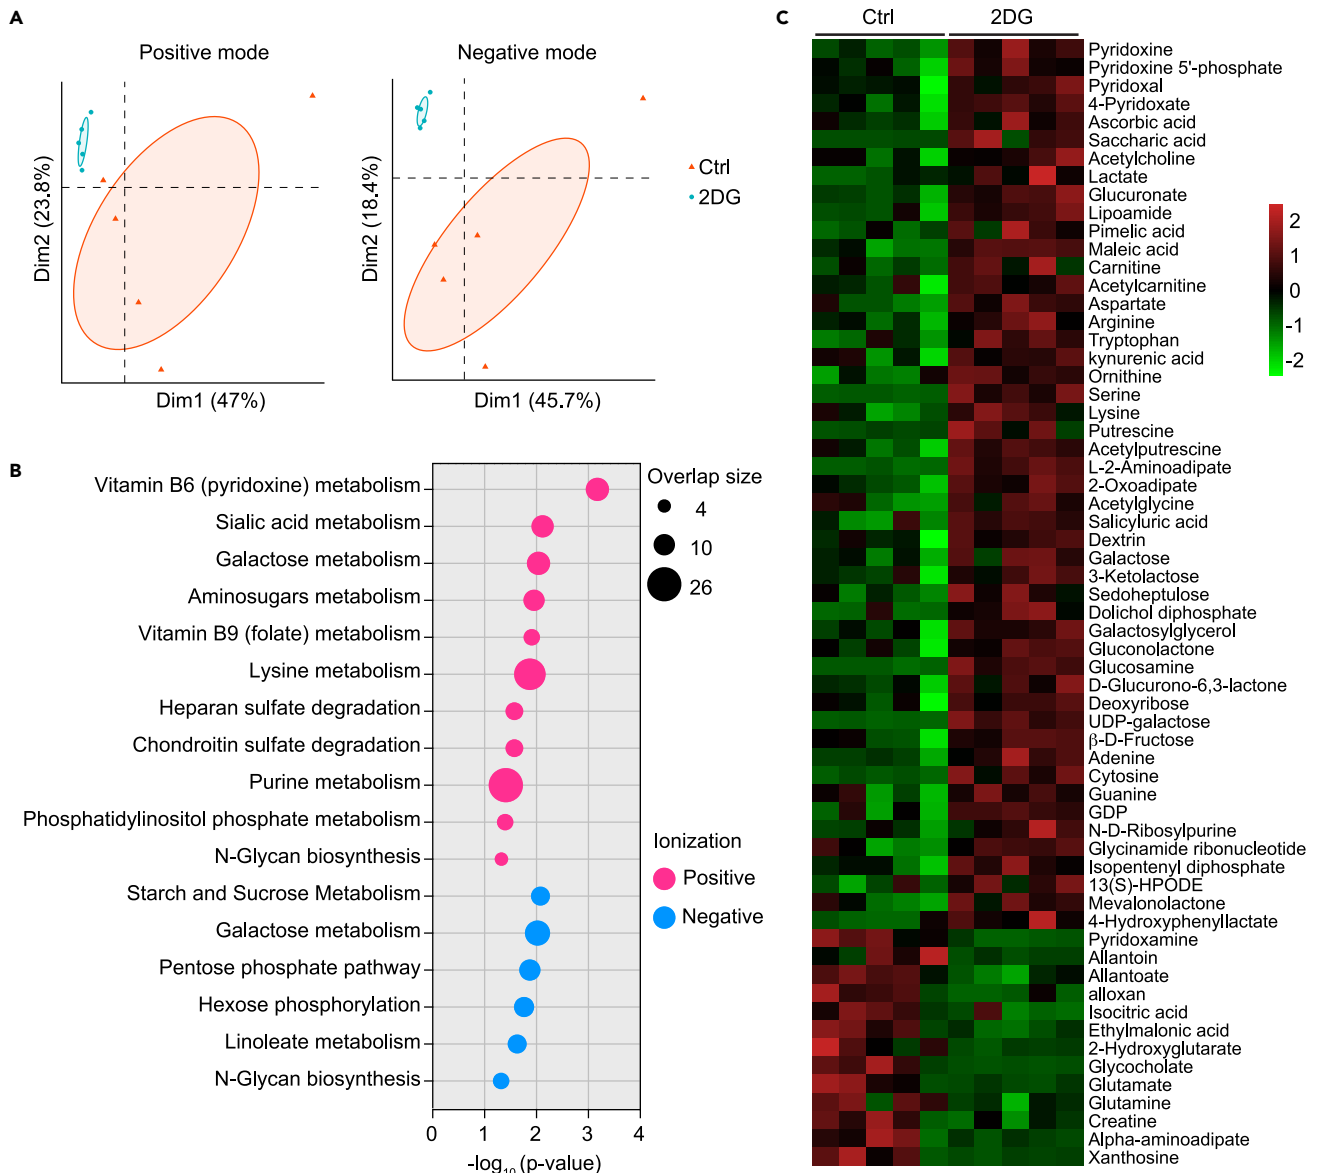 A
Positive mode
Negative mode
Dim2 (23.8%)
Dim1 (47%)
Dim2 (18.4%)
Dim1 (45.7%)
Ctrl
2DG
B
Vitamin B6 (pyridoxine) metabolism
Sialic acid metabolism
Galactose metabolism
Aminosugars metabolism
Vitamin B9 (folate) metabolism
Lysine metabolism
Heparan sulfate degradation
Chondroitin sulfate degradation
Purine metabolism
Phosphatidylinositol phosphate metabolism
N-Glycan biosynthesis
Starch and Sucrose Metabolism
Galactose metabolism
Pentose phosphate pathway
Hexose phosphorylation
Linoleate metabolism
N-Glycan biosynthesis
0 1 2 3 4
-log10 (p-value)
Overlap size
4
10
26
Ionization
Positive
Negative
C
Ctrl 2DG
Pyridoxine
Pyridoxine 5'-phosphate
Pyridoxal
4-Pyridoxate
Ascorbic acid
Saccharic acid
Acetylcholine
Lactate
Glucuronate
Lipoamide
Pimelic acid
Maleic acid
Carnitine
Acetylcarnitine
Aspartate
Arginine
Tryptophan
kynurenic acid
Ornithine
Serine
Lysine
Putrescine
Acetylputrescine
L-2-Aminoadipate
2-Oxoadipate
Acetylglycine
Salicyluric acid
Dextrin
Galactose
3-Ketolactose
Sedoheptulose
Dolichol diphosphate
Galactosylglycerol
Gluconolactone
Glucosamine
D-Glucurono-6,3-lactone
Deoxyribose
UDP-galactose
β-D-Fructose
Adenine
Cytosine
Guanine
GDP
N-D-Ribosylpurine
Glycinamide ribonucleotide
Isopentenyl diphosphate
13(S)-HPODE
Mevalonolactone
4-Hydroxyphenyllactate
Pyridoxamine
Allantoin
Allantoate
alloxan
Isocitric acid
Ethylmalonic acid
2-Hydroxyglutarate
Glycocholate
Glutamate
Glutamine
Creatine
Alpha-aminoadipate
Xanthosine
2
1
0
-1
-2